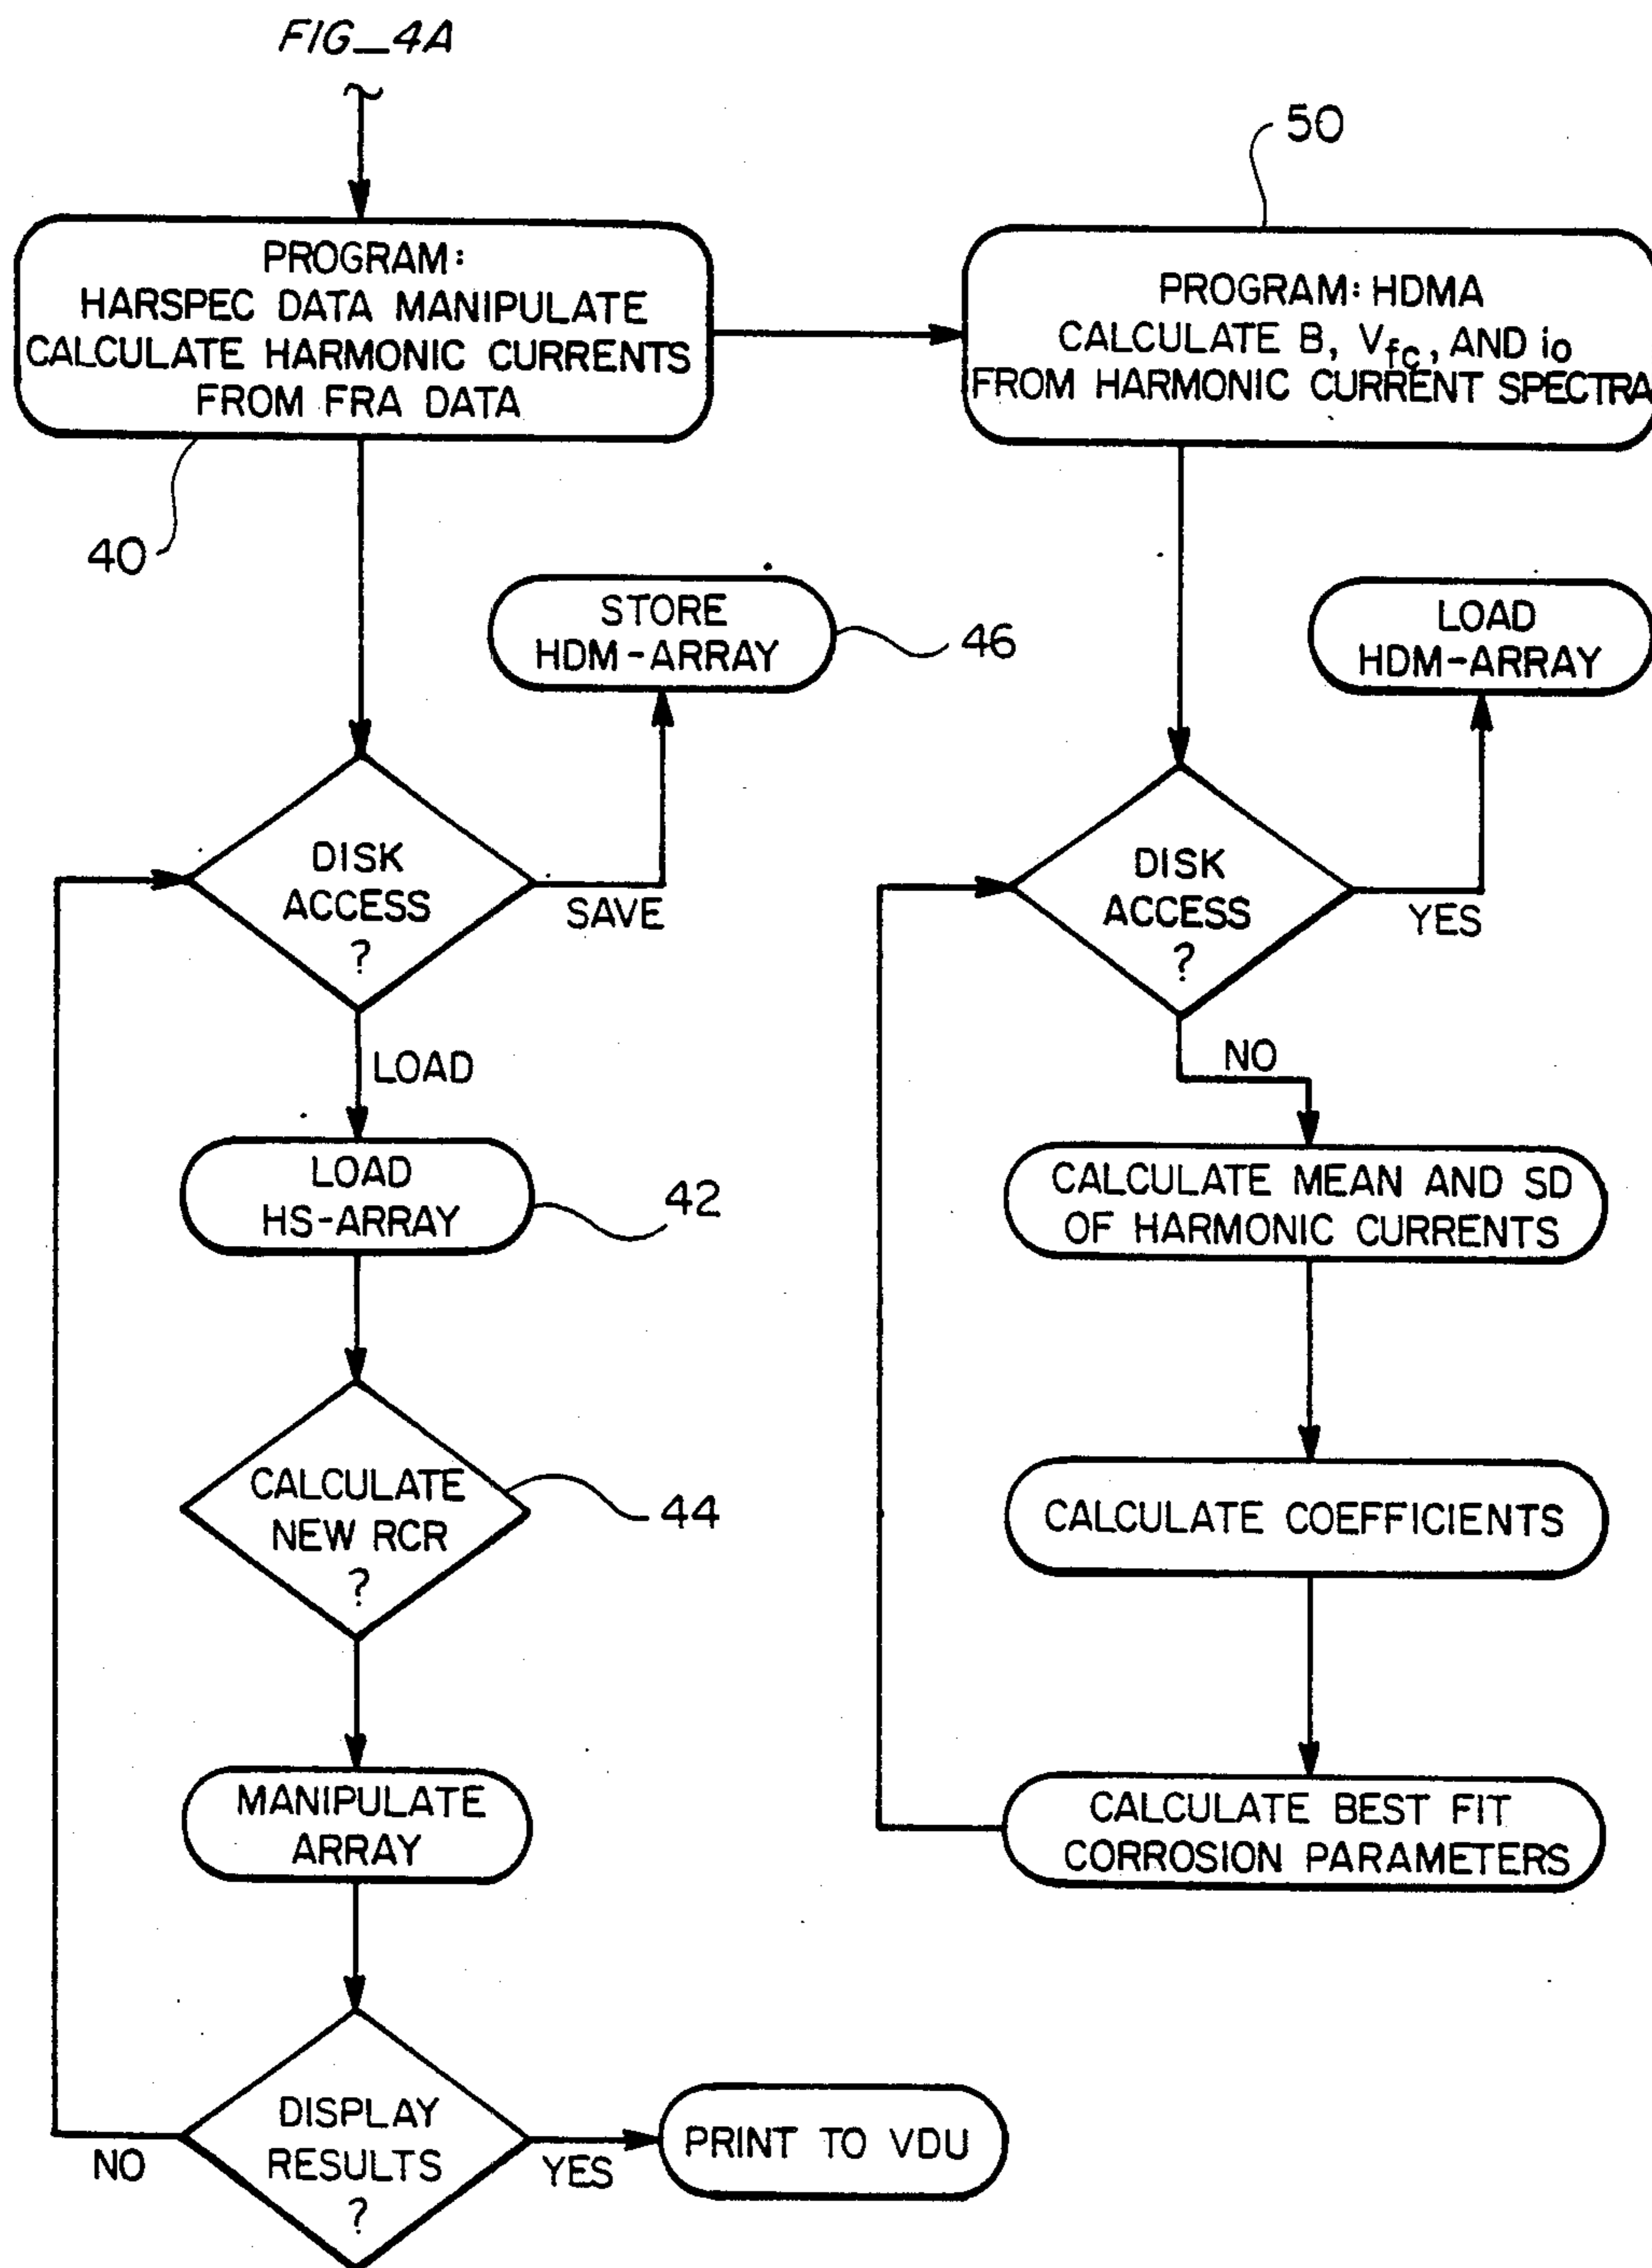 FIG_4A
PROGRAM:
HARSPEC DATA MANIPULATE
CALCULATE HARMONIC CURRENTS
FROM FRA DATA
40
50
PROGRAM: HDMA
CALCULATE B, Vfc, AND io
FROM HARMONIC CURRENT SPECTRA
STORE
HDM-ARRAY
46
LOAD
HDM-ARRAY
DISK
ACCESS
?
SAVE
DISK
ACCESS
?
YES
LOAD
NO
LOAD
HS-ARRAY
42
CALCULATE MEAN AND SD
OF HARMONIC CURRENTS
CALCULATE
NEW RCR
?
44
CALCULATE COEFFICIENTS
MANIPULATE
ARRAY
CALCULATE BEST FIT
CORROSION PARAMETERS
DISPLAY
RESULTS
?
NO
YES
PRINT TO VDU